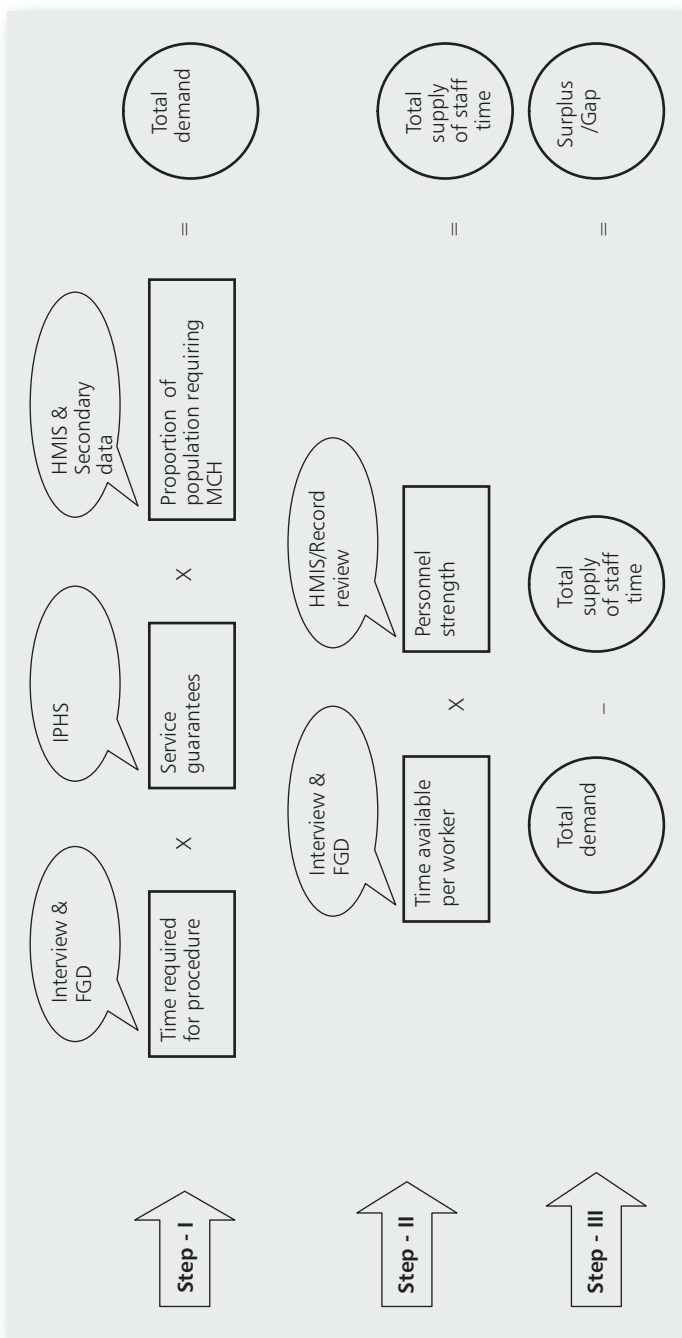 Step - I
Interview &
FGD
Time required
for procedure
X
IPHS
Service
guarantees
X
HMIS &
Secondary
data
Proportion of
population requiring
MCH
=
Total
demand
Step - II
Interview &
FGD
Time available
per worker
X
HMIS/Record
review
Personnel
strength
=
Total
supply
of staff
time
Step - III
Total
demand
–
Total
supply
of staff
time
=
Surplus
/Gap